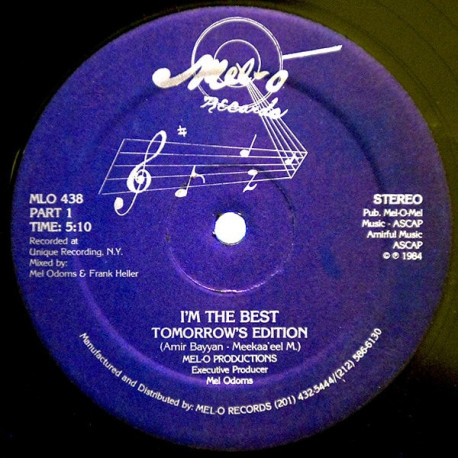 Mel-O
Records
MLO 438
PART 1
TIME: 5:10
Recorded at
Unique Recording, N.Y.
Mixed by:
Mel Odoms & Frank Heller
STEREO
Pub. Mel-O-Mel
Music - ASCAP
Amirful Music
ASCAP
© ℗ 1984
I'M THE BEST
TOMORROW'S EDITION
(Amir Bayyan - Meekaa'eel M.)
MEL-O PRODUCTIONS
Executive Producer
Mel Odoms
Manufactured and Distributed by: MEL-O RECORDS (201) 432-5444/(212) 586-6130